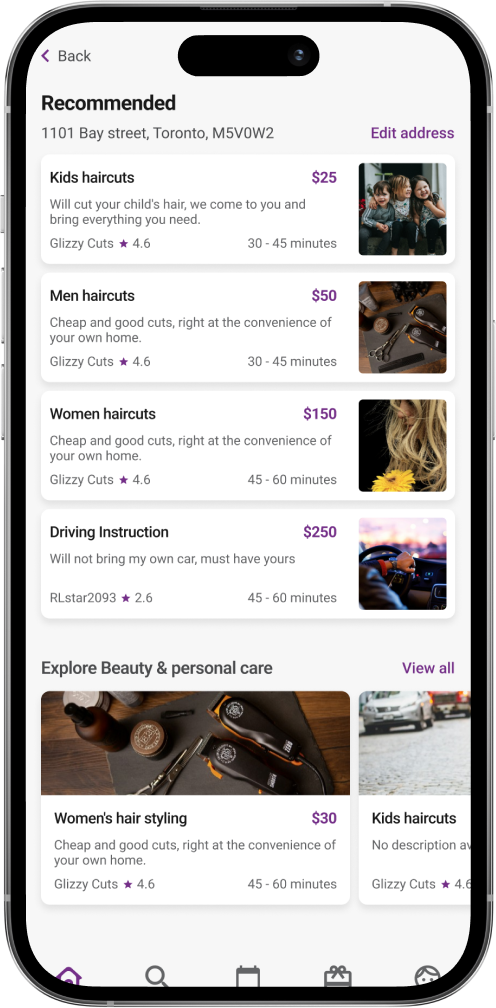 Back
Recommended
1101 Bay street, Toronto, M5V0W2
Edit address
Kids haircuts
$25
Will cut your child's hair, we come to you and
bring everything you need.
Glizzy Cuts ★ 4.6
30 - 45 minutes
Men haircuts
$50
Cheap and good cuts, right at the convenience of
your own home.
Glizzy Cuts ★ 4.6
30 - 45 minutes
Women haircuts
$150
Cheap and good cuts, right at the convenience of
your own home.
Glizzy Cuts ★ 4.6
45 - 60 minutes
Driving Instruction
$250
Will not bring my own car, must have yours
RLstar2093 ★ 2.6
45 - 60 minutes
Explore Beauty & personal care
View all
Women's hair styling
$30
Cheap and good cuts, right at the convenience of
your own home.
Glizzy Cuts ★ 4.6
45 - 60 minutes
Kids haircuts
No description av
Glizzy Cuts ★ 4.6